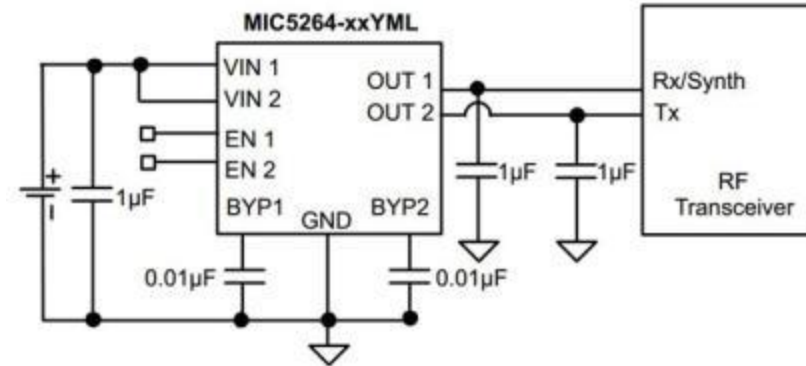 MIC5264-xxYML
VIN 1
VIN 2
EN 1
EN 2
BYP1
GND
BYP2
OUT 1
OUT 2
Rx/Synth
Tx
RF
Transceiver
+
-
1µF
1µF
1µF
0.01µF
0.01µF